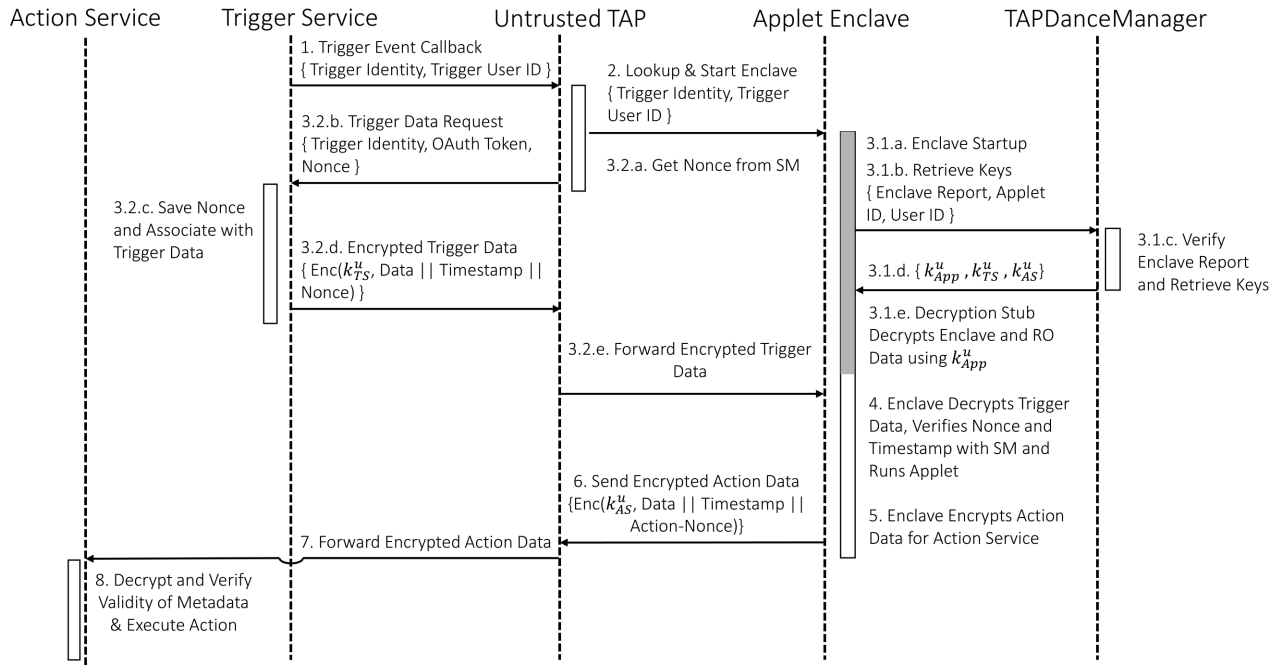 Action Service
Trigger Service
Untrusted TAP
Applet Enclave
TAPDanceManager
1. Trigger Event Callback
{ Trigger Identity, Trigger User ID }
2. Lookup & Start Enclave
{ Trigger Identity, Trigger
User ID }
3.2.b. Trigger Data Request
{ Trigger Identity, OAuth Token,
Nonce }
3.2.a. Get Nonce from SM
3.1.a. Enclave Startup
3.1.b. Retrieve Keys
{ Enclave Report, Applet
ID, User ID }
3.2.c. Save Nonce
and Associate with
Trigger Data
3.2.d. Encrypted Trigger Data
{ Enc(k^u_TS, Data || Timestamp ||
Nonce) }
3.1.c. Verify
Enclave Report
and Retrieve Keys
3.1.d. { k^u_App , k^u_TS , k^u_AS}
3.1.e. Decryption Stub
Decrypts Enclave and RO
Data using k^u_App
3.2.e. Forward Encrypted Trigger
Data
4. Enclave Decrypts Trigger
Data, Verifies Nonce and
Timestamp with SM and
Runs Applet
6. Send Encrypted Action Data
{Enc(k^u_AS, Data || Timestamp ||
Action-Nonce)}
5. Enclave Encrypts Action
Data for Action Service
7. Forward Encrypted Action Data
8. Decrypt and Verify
Validity of Metadata
& Execute Action